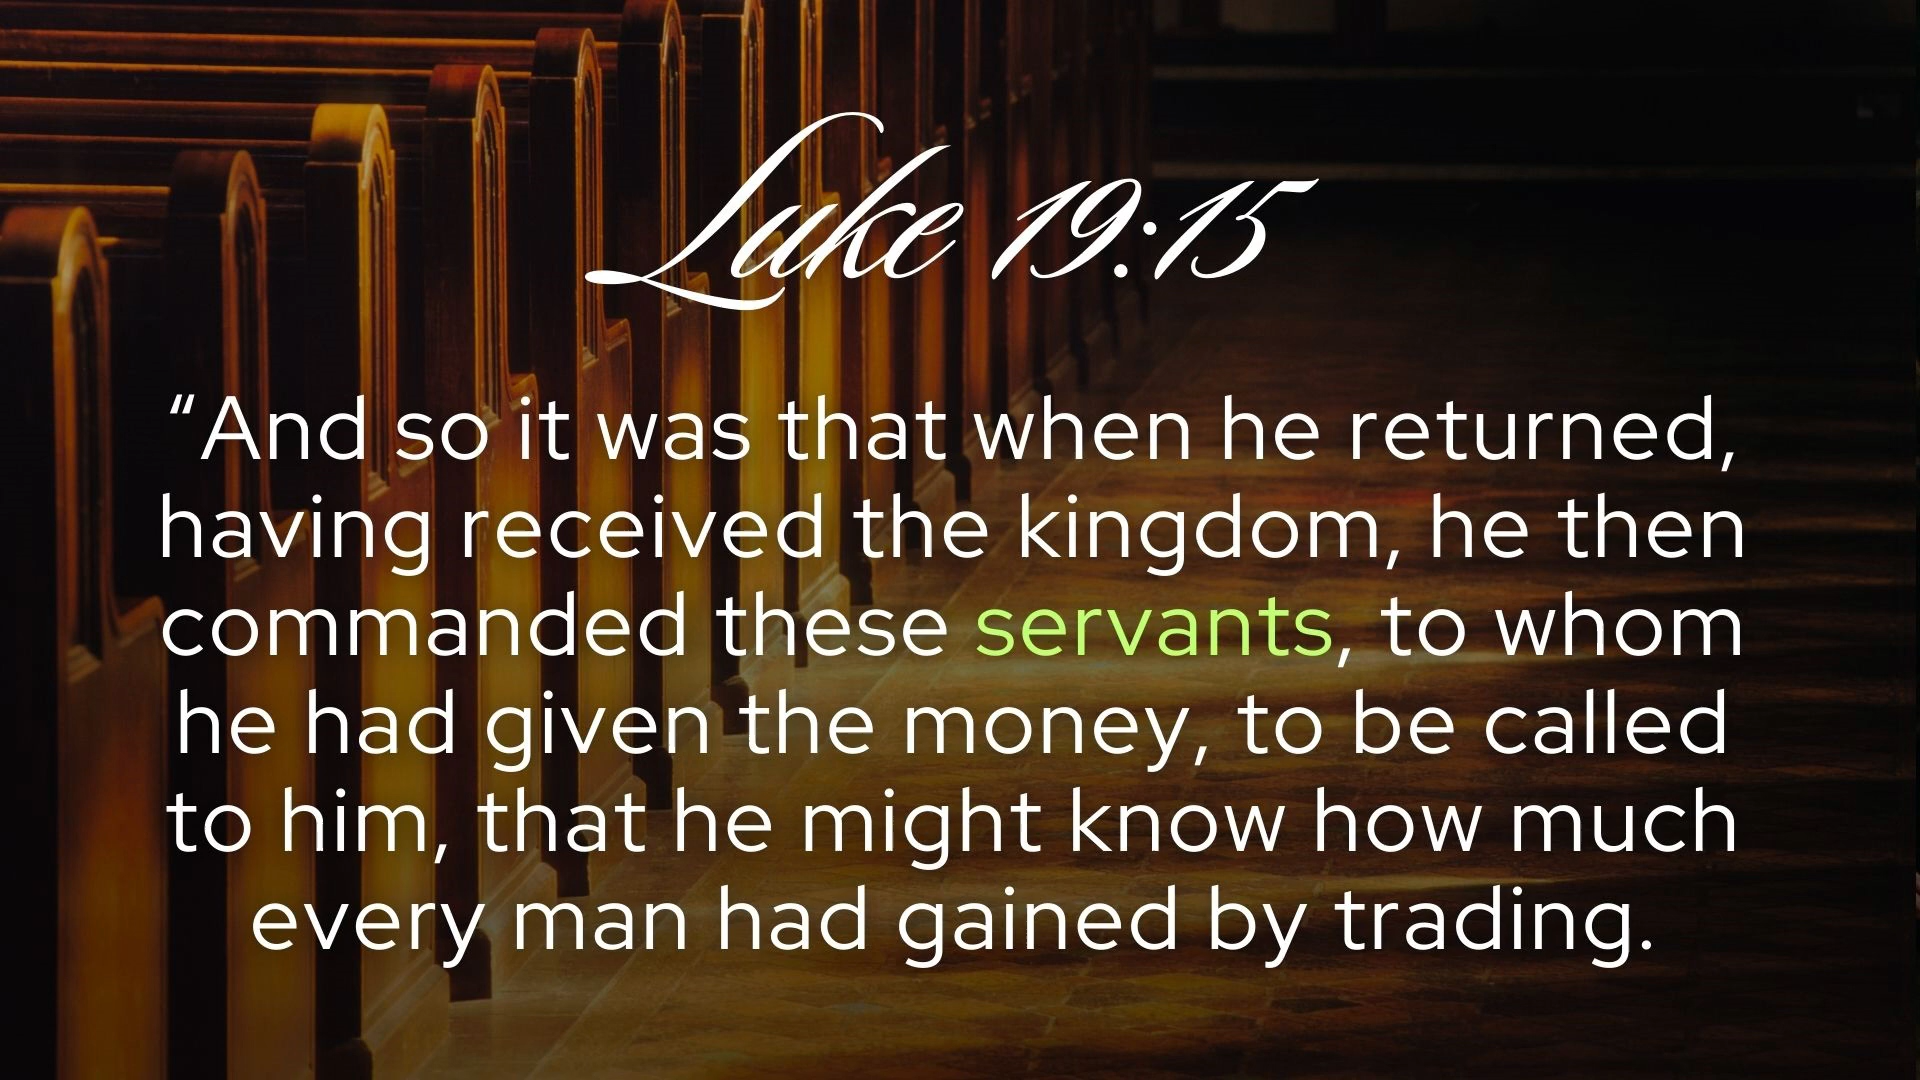 Luke 19:15
“And so it was that when he returned,
having received the kingdom, he then
commanded these servants, to whom
he had given the money, to be called
to him, that he might know how much
every man had gained by trading.